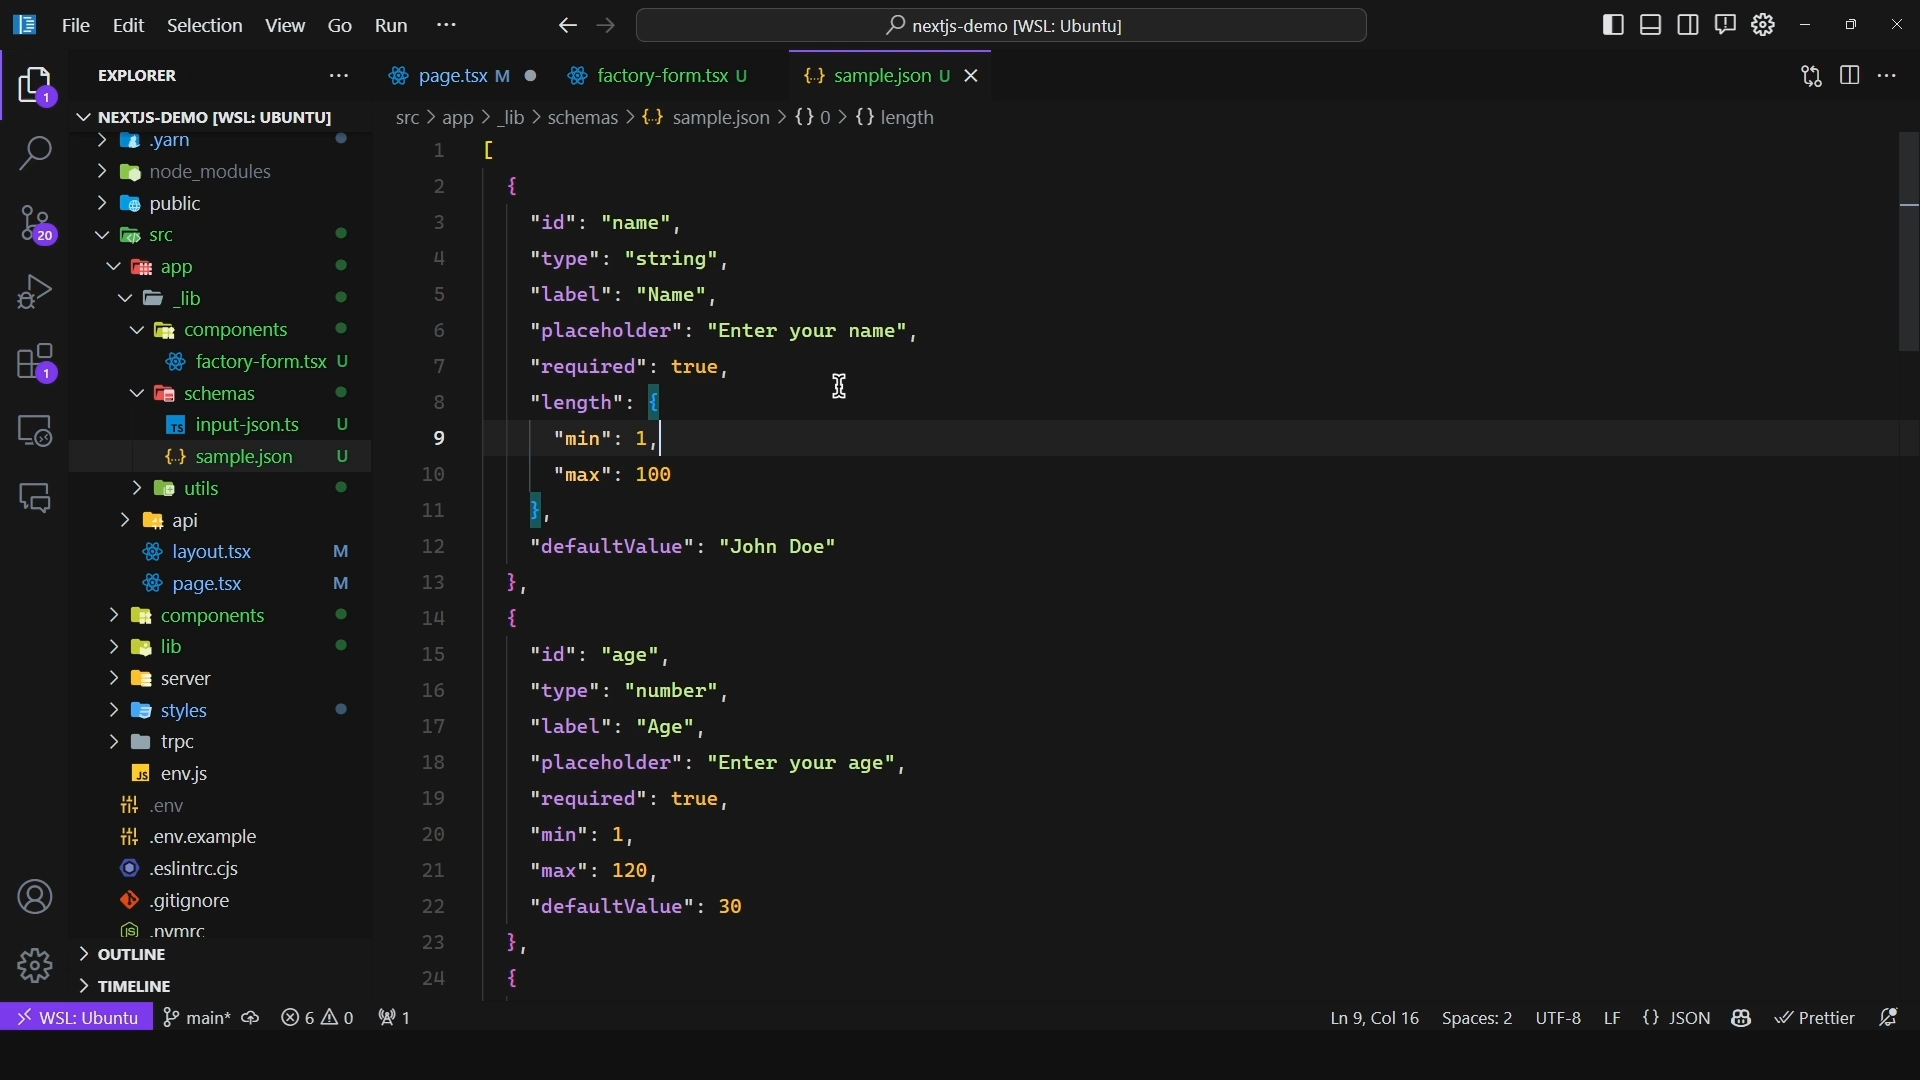 File Edit Selection View Go Run ···
nextjs-demo [WSL: Ubuntu]
EXPLORER ···
page.tsx M
factory-form.tsx U
{..} sample.json U
NEXTJS-DEMO [WSL: UBUNTU]
src > app > _lib > schemas > {..} sample.json > {} 0 > {} length
.yarn
node_modules
public
src
app
_lib
components
factory-form.tsx U
schemas
TS input-json.ts U
{..} sample.json U
utils
api
layout.tsx M
page.tsx M
components
lib
server
styles
trpc
JS env.js
.env
.env.example
.eslintrc.cjs
.gitignore
.nvmrc
OUTLINE
TIMELINE
1
20
1
1 [
2 {
3 "id": "name",
4 "type": "string",
5 "label": "Name",
6 "placeholder": "Enter your name",
7 "required": true,
8 "length": {
9 "min": 1,
10 "max": 100
11 },
12 "defaultValue": "John Doe"
13 },
14 {
15 "id": "age",
16 "type": "number",
17 "label": "Age",
18 "placeholder": "Enter your age",
19 "required": true,
20 "min": 1,
21 "max": 120,
22 "defaultValue": 30
23 },
24 {
WSL: Ubuntu main* 6 0 1 Ln 9, Col 16 Spaces: 2 UTF-8 LF {} JSON Prettier